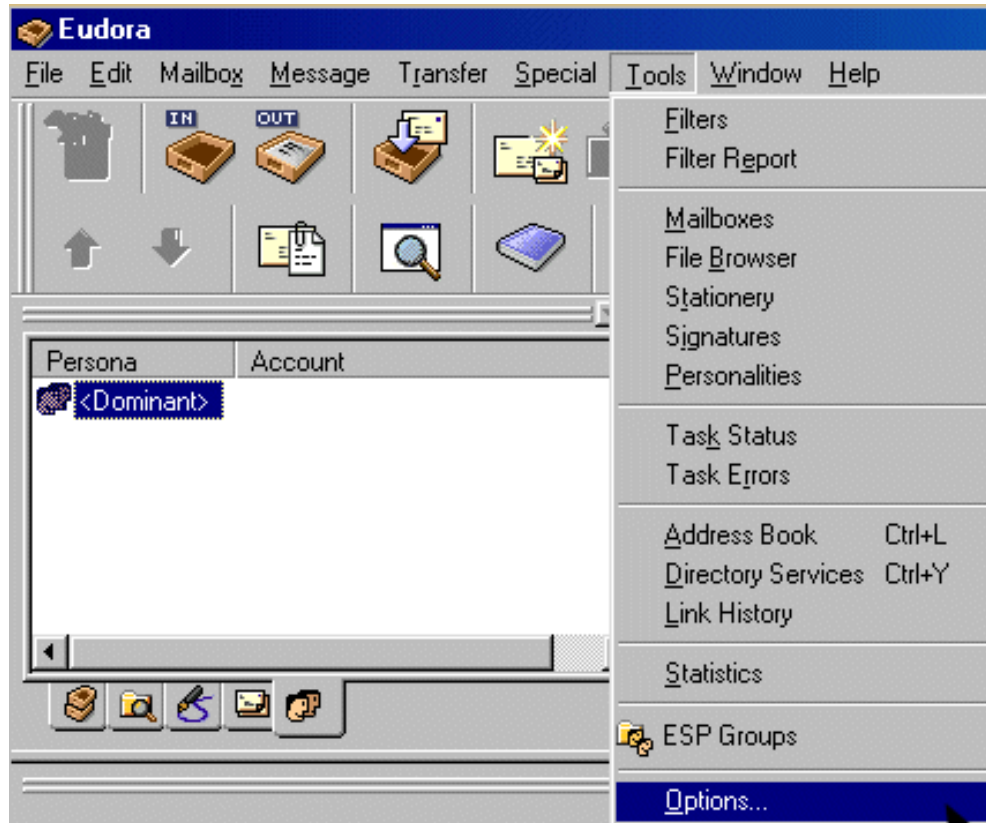 Eudora
File Edit Mailbox Message Transfer Special Tools Window Help
IN OUT
Filters
Filter Report
Mailboxes
File Browser
Stationery
Signatures
Personalities
Persona Account
<Dominant>
Task Status
Task Errors
Address Book Ctrl+L
Directory Services Ctrl+Y
Link History
Statistics
ESP Groups
Options...